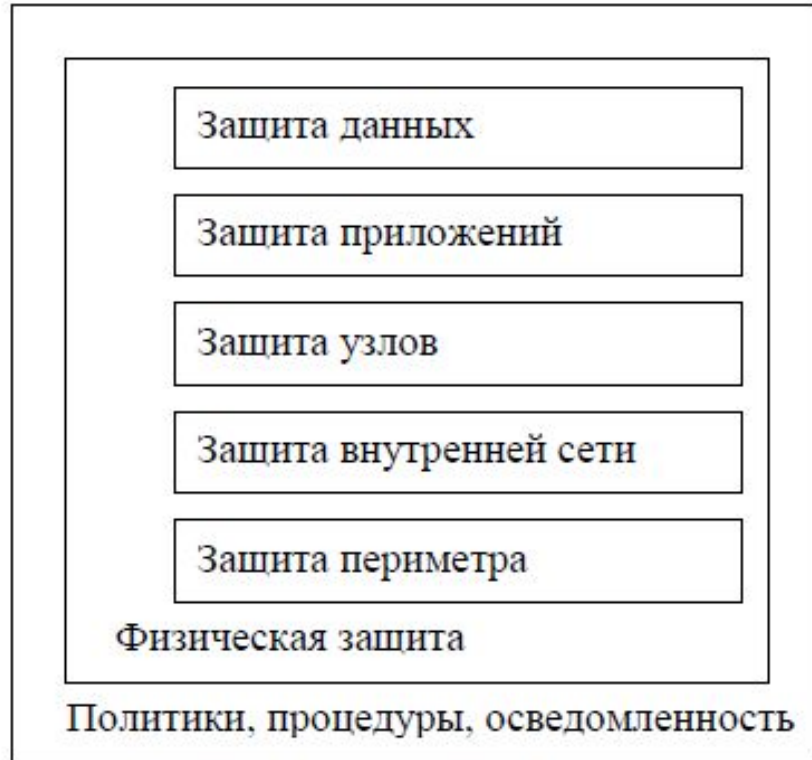 Защита данных
Защита приложений
Защита узлов
Защита внутренней сети
Защита периметра
Физическая защита
Политики, процедуры, осведомленность